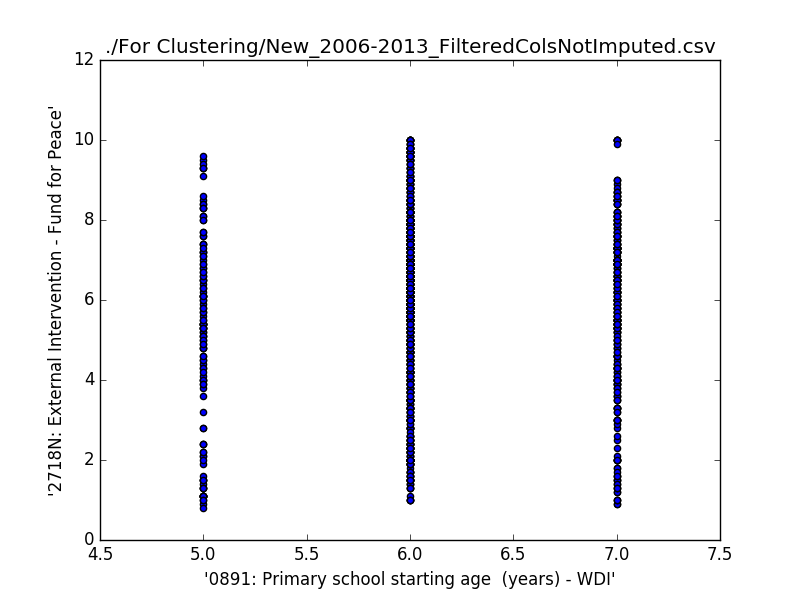 ./For Clustering/New_2006-2013_FilteredColsNotImputed.csv
12
10
8
6
4
2
0
'2718N: External Intervention - Fund for Peace'
4.5 5.0 5.5 6.0 6.5 7.0 7.5
'0891: Primary school starting age  (years) - WDI'